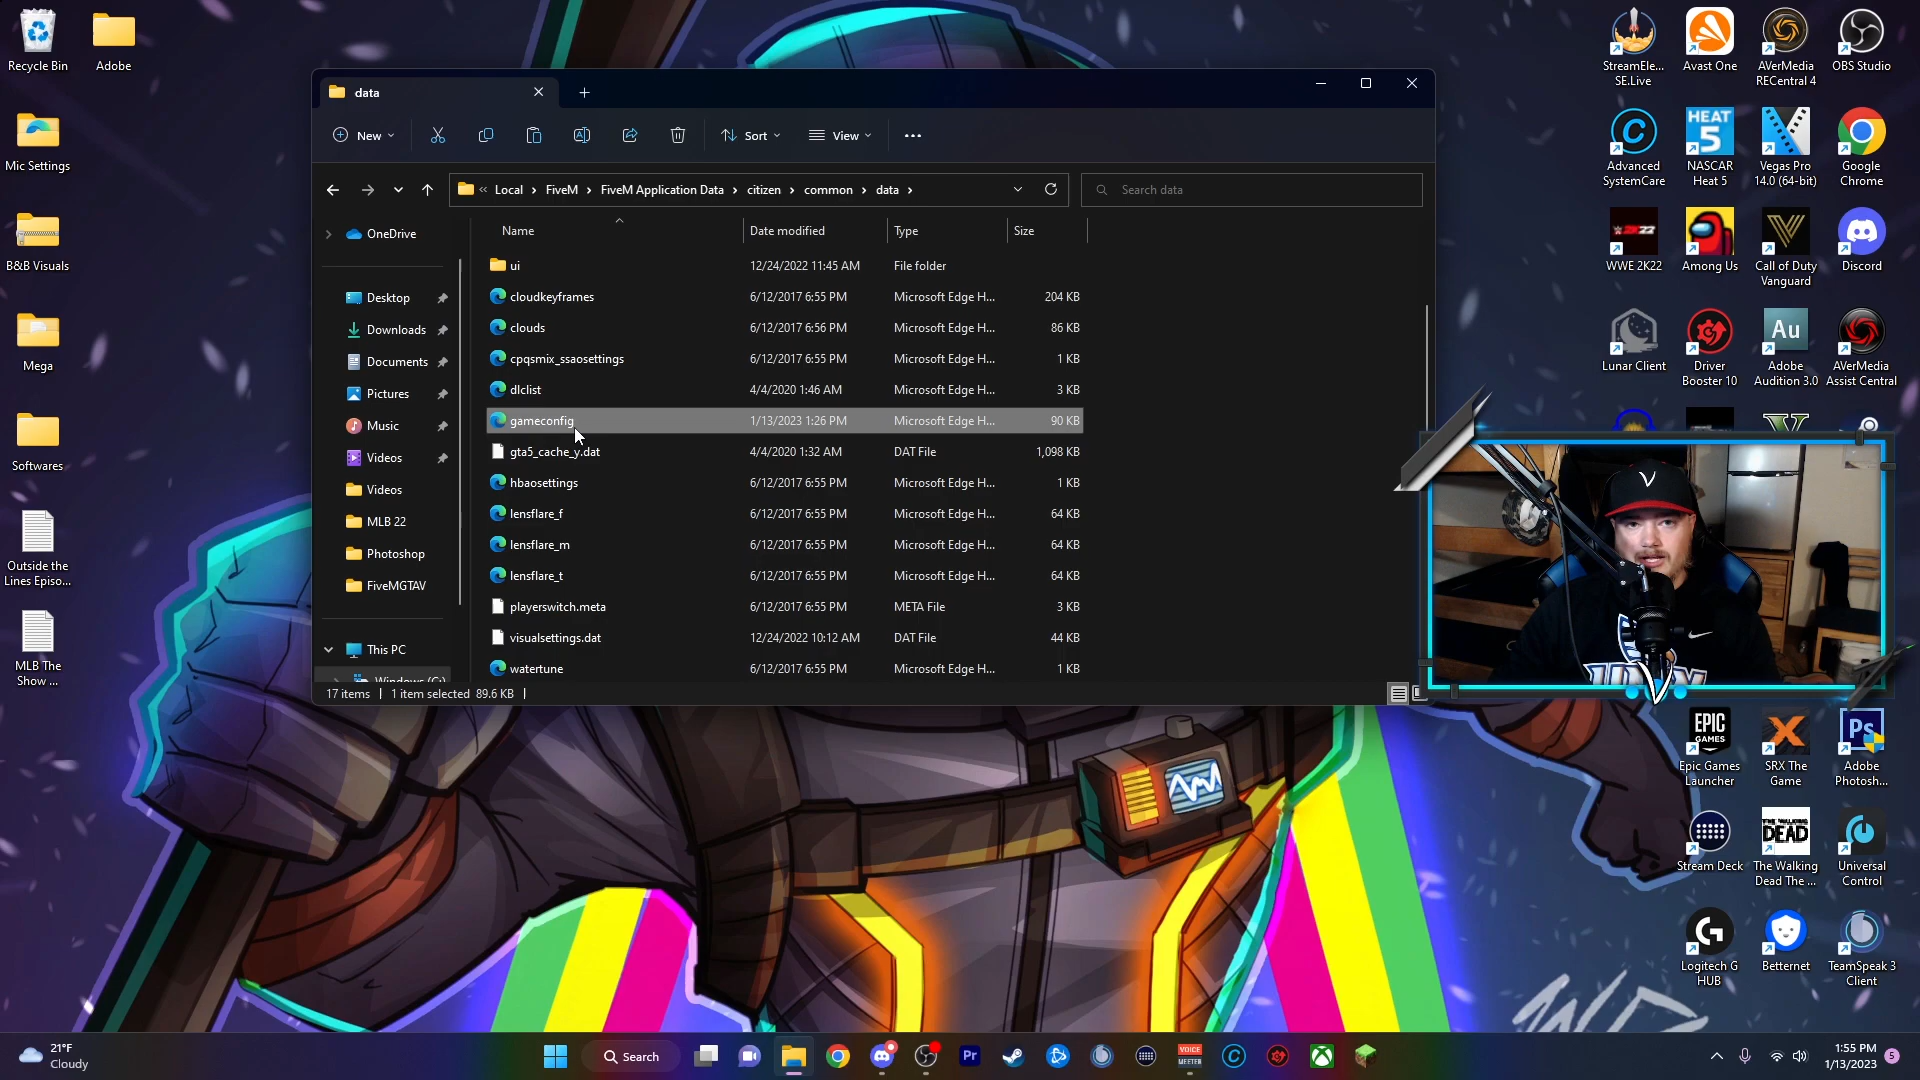 Recycle Bin
Adobe
Mic Settings
B&B Visuals
Mega
Softwares
Outside the
Lines Episo...
MLB The
Show ...
data
New
Sort
View
Local
FiveM
FiveM Application Data
citizen
common
data
Search data
Name
Date modified
Type
Size
OneDrive
Desktop
Downloads
Documents
Pictures
Music
Videos
Videos
MLB 22
Photoshop
FiveMGTAV
This PC
Windows (C:)
ui 12/24/2022 11:45 AM File folder
cloudkeyframes 6/12/2017 6:55 PM Microsoft Edge H... 204 KB
clouds 6/12/2017 6:56 PM Microsoft Edge H... 86 KB
cpqsmix_ssaosettings 6/12/2017 6:55 PM Microsoft Edge H... 1 KB
dlclist 4/4/2020 1:46 AM Microsoft Edge H... 3 KB
gameconfig 1/13/2023 1:26 PM Microsoft Edge H... 90 KB
gta5_cache_y.dat 4/4/2020 1:32 AM DAT File 1,098 KB
hbaosettings 6/12/2017 6:55 PM Microsoft Edge H... 1 KB
lensflare_f 6/12/2017 6:55 PM Microsoft Edge H... 64 KB
lensflare_m 6/12/2017 6:55 PM Microsoft Edge H... 64 KB
lensflare_t 6/12/2017 6:55 PM Microsoft Edge H... 64 KB
playerswitch.meta 6/12/2017 6:55 PM META File 3 KB
visualsettings.dat 12/24/2022 10:12 AM DAT File 44 KB
watertune 6/12/2017 6:55 PM Microsoft Edge H... 1 KB
17 items
1 item selected 89.6 KB
StreamEle...
SE.Live
Avast One
AVerMedia
RECentral 4
OBS Studio
HEAT
5
Advanced
SystemCare
NASCAR
Heat 5
Vegas Pro
14.0 (64-bit)
Google
Chrome
2K22
WWE 2K22
Among Us
Call of Duty
Vanguard
Discord
Au
Lunar Client
Driver
Booster 10
Adobe
Audition 3.0
AVerMedia
Assist Central
EPIC
GAMES
Ps
Epic Games
Launcher
SRX The
Game
Adobe
Photosh...
THE WALKING
DEAD
Stream Deck
The Walking
Dead The ...
Universal
Control
Logitech G
HUB
Betternet
TeamSpeak 3
Client
21°F
Cloudy
Search
Pr
VOICE
MEETER
1:55 PM
1/13/2023
5